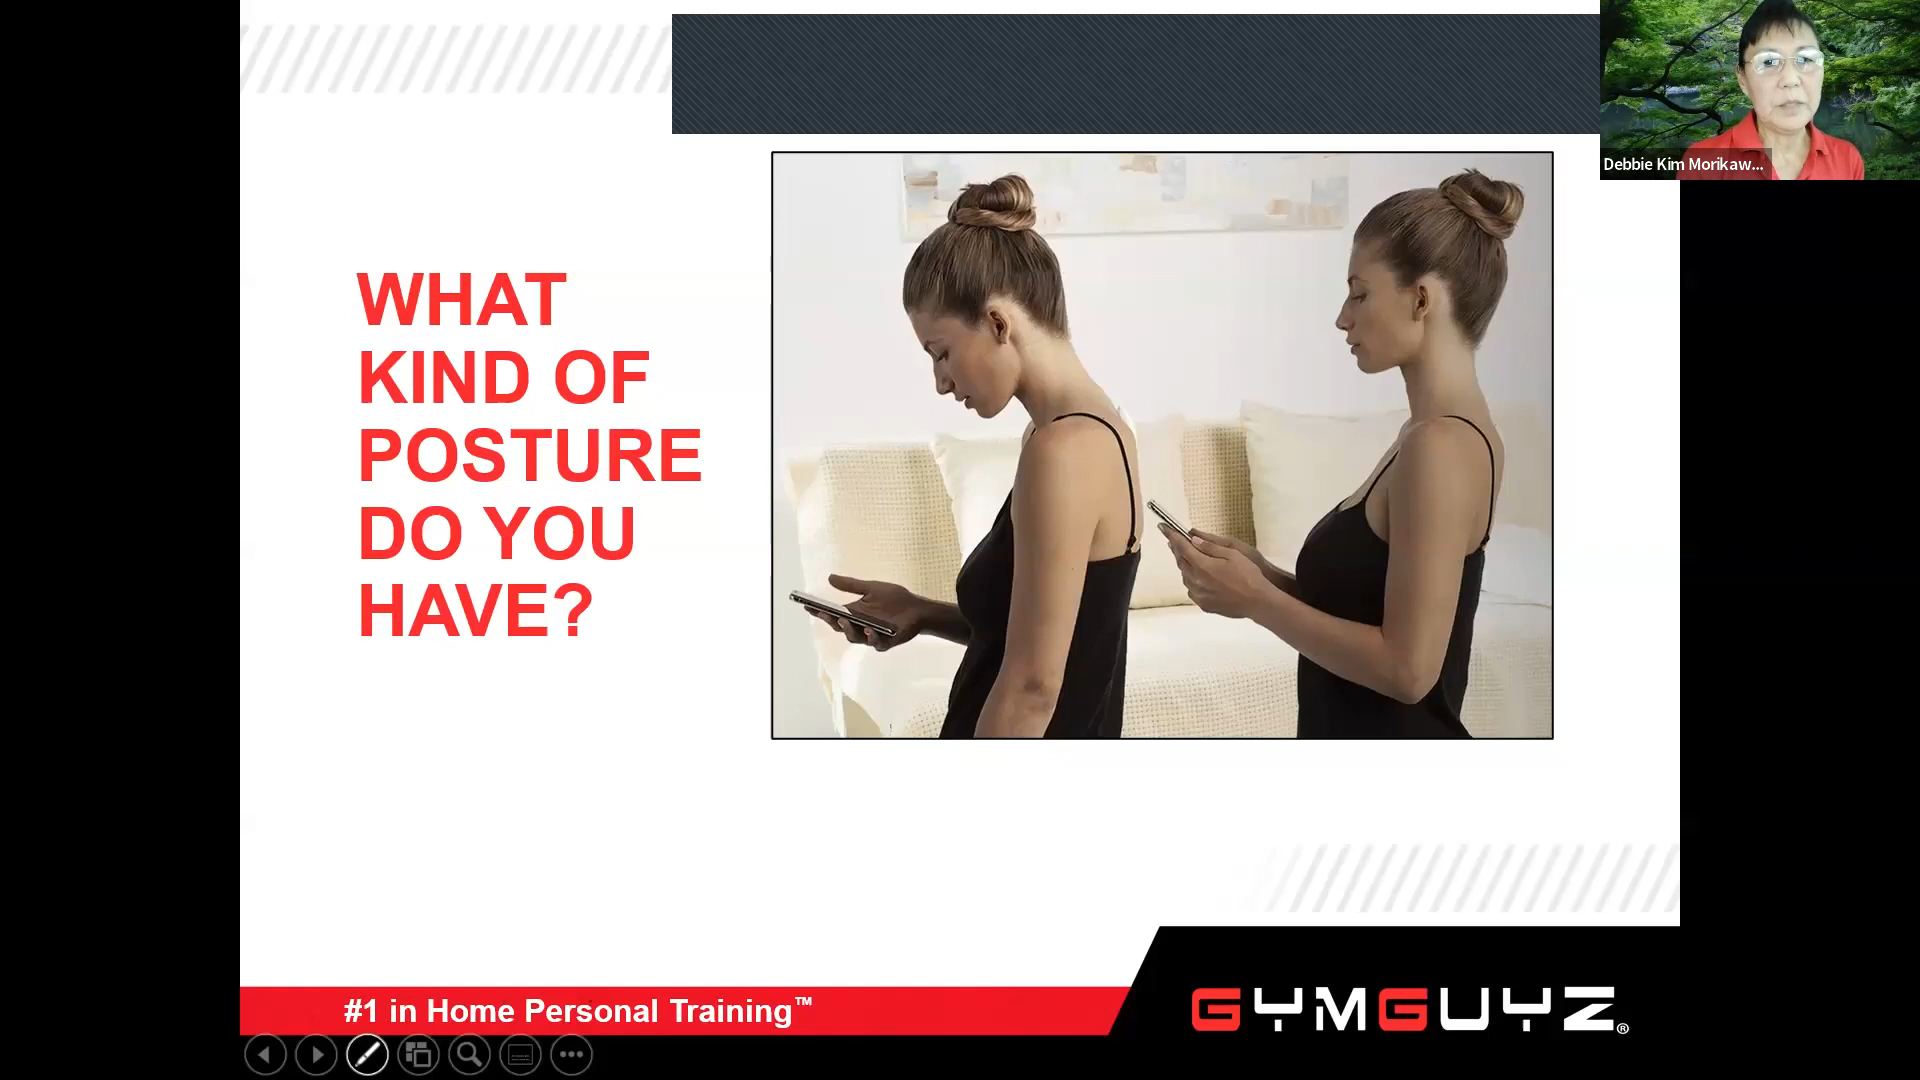 Debbie Kim Morikaw...
WHAT
KIND OF
POSTURE
DO YOU
HAVE?
#1 in Home Personal Training™
GYMGUYZ®